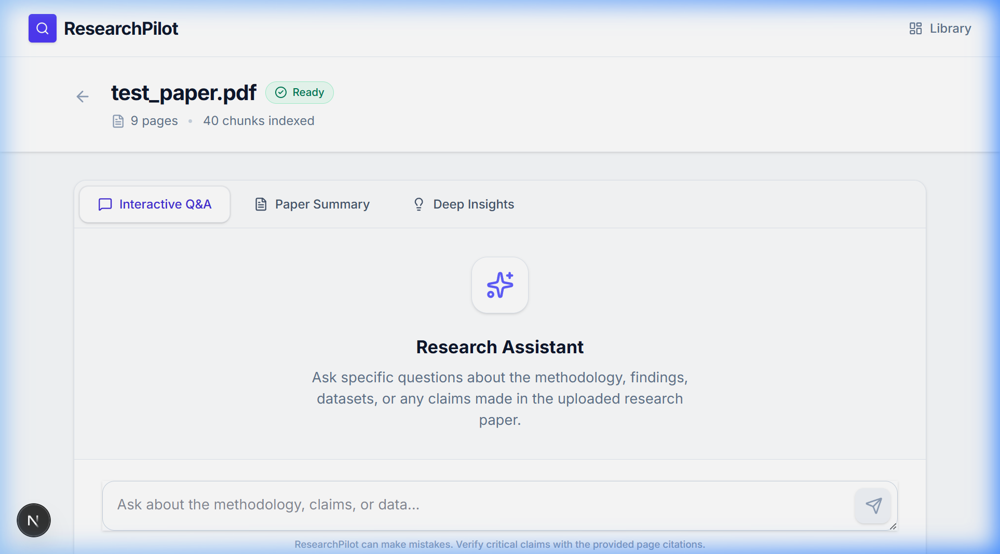 ResearchPilot
Library
test_paper.pdf
Ready
9 pages • 40 chunks indexed
Interactive Q&A
Paper Summary
Deep Insights
Research Assistant
Ask specific questions about the methodology, findings,
datasets, or any claims made in the uploaded research
paper.
Ask about the methodology, claims, or data...
N
ResearchPilot can make mistakes. Verify critical claims with the provided page citations.